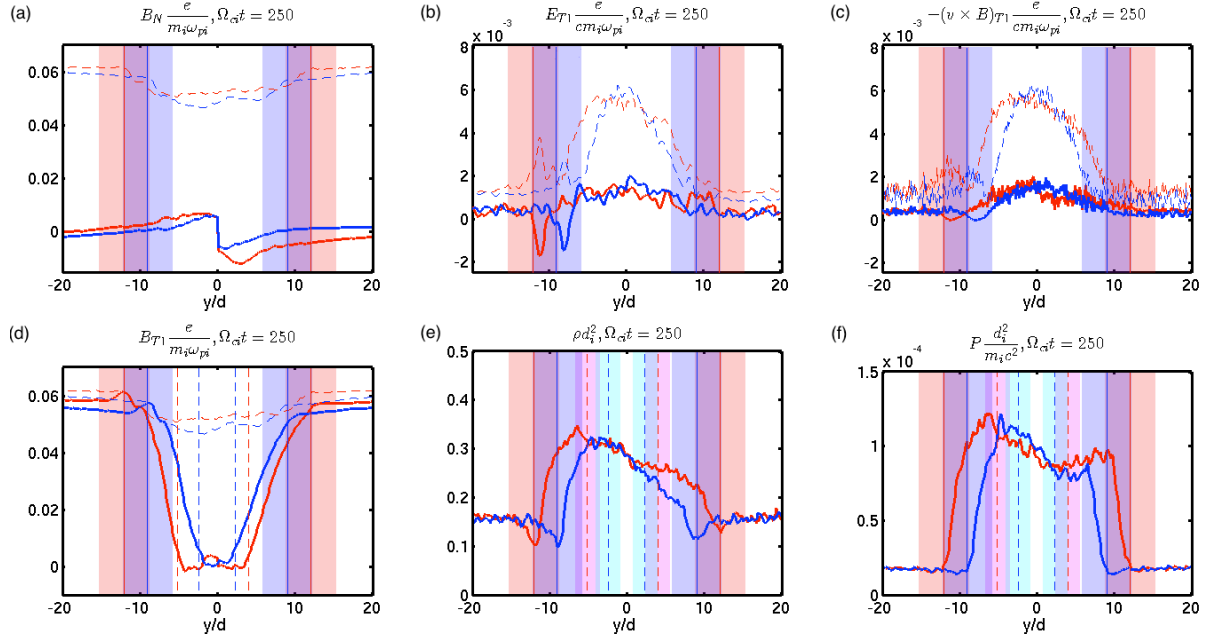 (a) B_N e/(m_i ω_pi), Ω_ci t = 250
0.06
0.04
0.02
0
-20 -10 0 10 20
y/d
(b) E_T1 e/(c m_i ω_pi), Ω_ci t = 250
x 10^-3
8
6
4
2
0
-2
-20 -10 0 10 20
y/d
(c) −(v × B)_T1 e/(c m_i ω_pi), Ω_ci t = 250
x 10^-3
8
6
4
2
0
-2
-20 -10 0 10 20
y/d
(d) B_T1 e/(m_i ω_pi), Ω_ci t = 250
0.06
0.04
0.02
0
-20 -10 0 10 20
y/d
(e) ρd_i^2, Ω_ci t = 250
0.5
0.4
0.3
0.2
0.1
0
-20 -10 0 10 20
y/d
(f) P d_i^2/(m_i c^2), Ω_ci t = 250
x 10^-4
1.5
1
0.5
0
-20 -10 0 10 20
y/d